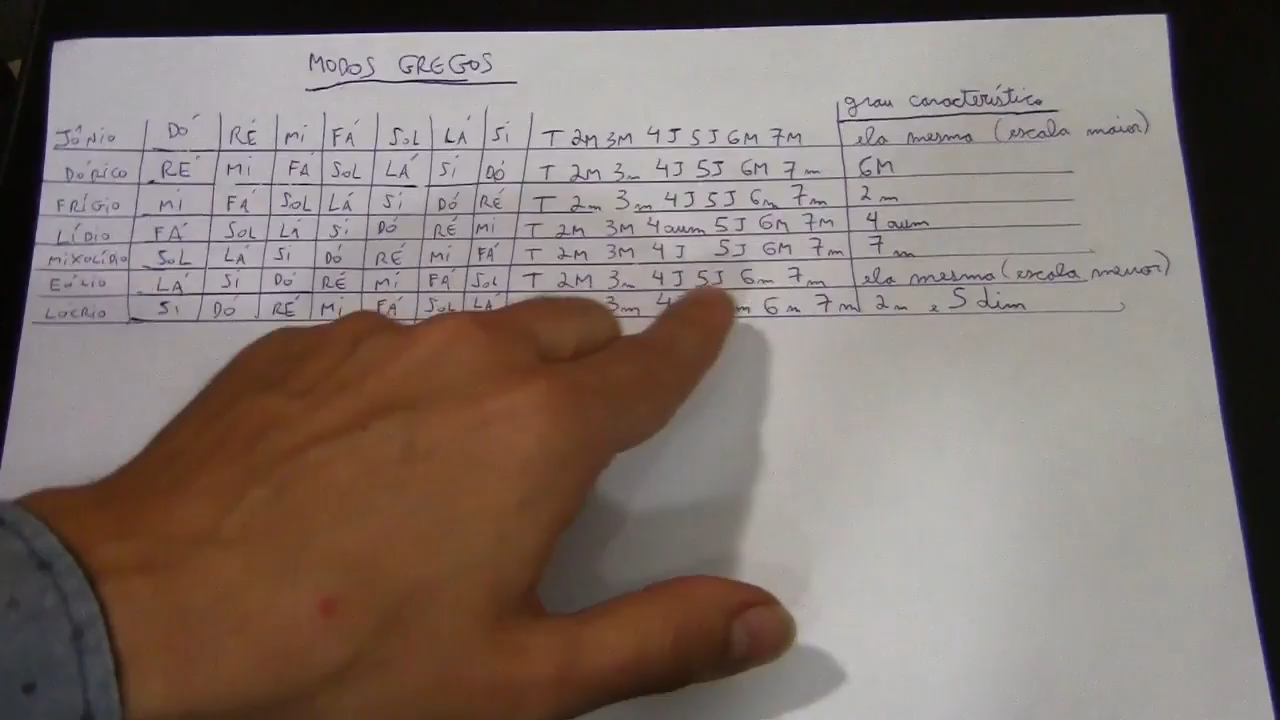 MODOS GREGOS
grau característico
JÔNIO DÓ RÉ Mi FÁ SOL LÁ Si T 2M 3M 4J 5J 6M 7M ela mesma (escala maior)
DÓRICO RÉ Mi FÁ SOL LÁ Si DÓ T 2M 3m 4J 5J 6M 7m 6M
FRÍGIO Mi FÁ SOL LÁ Si DÓ RÉ T 2m 3m 4J 5J 6m 7m 2m
LÍDIO FÁ SOL LÁ Si DÓ RÉ Mi T 2M 3M 4aum 5J 6M 7M 4 aum
MIXOLÍDIO SOL LÁ Si DÓ RÉ Mi FÁ T 2M 3M 4J 5J 6M 7m 7m
EÓLIO LÁ Si DÓ RÉ Mi FÁ SOL T 2M 3m 4J 5J 6m 7m ela mesma (escala menor)
LÓCRIO Si DÓ RÉ Mi FÁ SOL LÁ 3m 6m 7m 2m e 5 dim